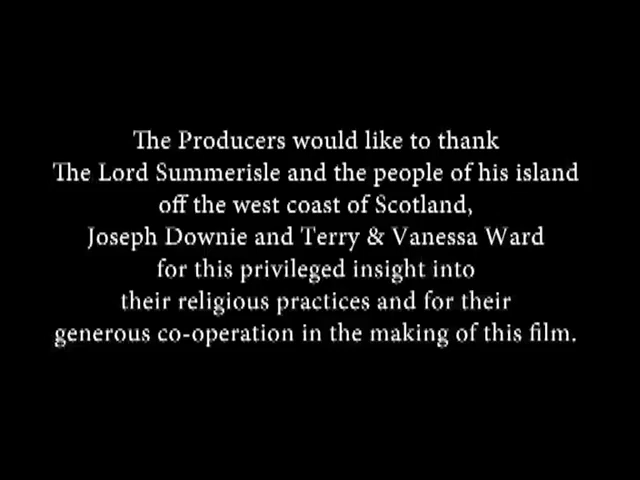 The Producers would like to thank
The Lord Summerisle and the people of his island
off the west coast of Scotland,
Joseph Downie and Terry & Vanessa Ward
for this privileged insight into
their religious practices and for their
generous co-operation in the making of this film.